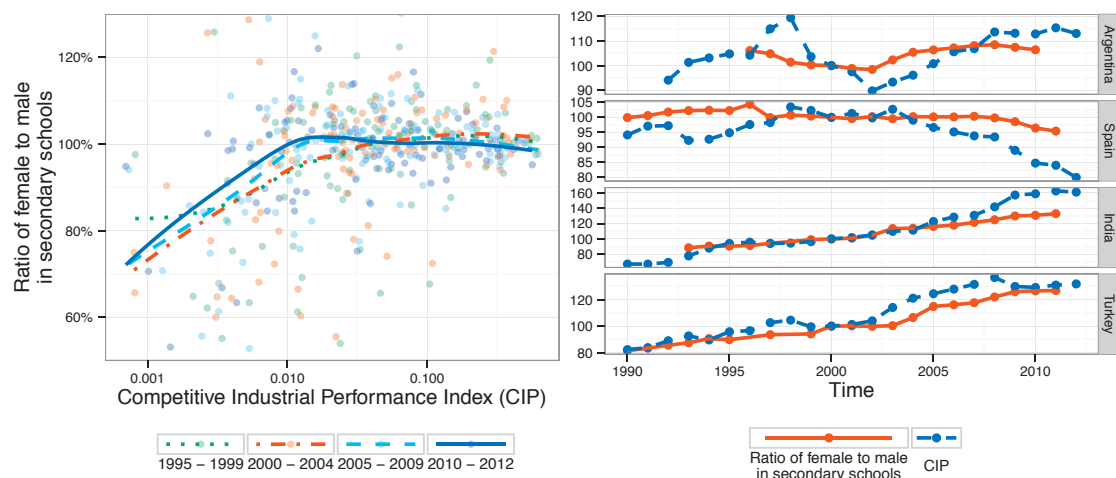 120%
100%
80%
60%
Ratio of female to male
in secondary schools
0.001
0.010
0.100
Competitive Industrial Performance Index (CIP)
1995 – 1999
2000 – 2004
2005 – 2009
2010 – 2012
120
110
100
90
Argentina
105
100
95
90
85
80
Spain
160
140
120
100
80
India
120
100
80
Turkey
1990
1995
2000
2005
2010
Time
Ratio of female to male
in secondary schools
CIP